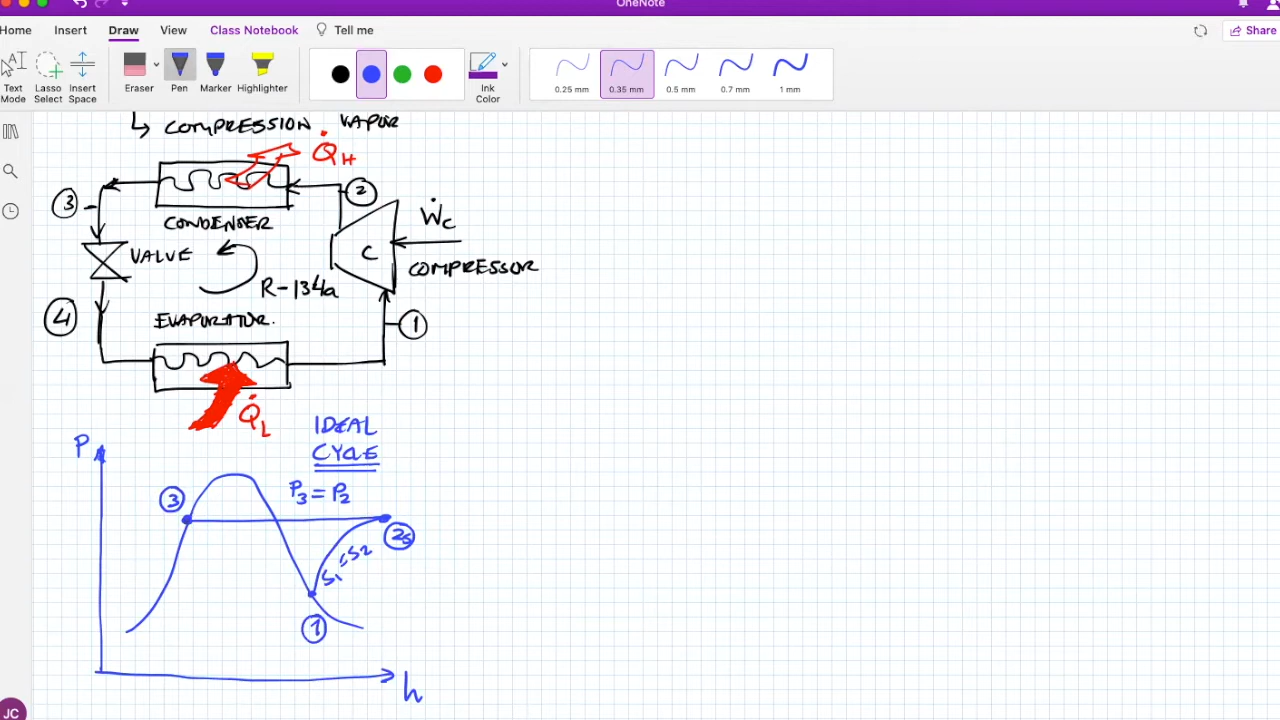 OneNote
Home Insert Draw View Class Notebook Tell me
Share
Text Mode
Lasso Select
Insert Space
Eraser
Pen
Marker
Highlighter
Ink Color
0.25 mm
0.35 mm
0.5 mm
0.7 mm
1 mm
↳ COMPRESSION VAPOR
Q̇H
3
2
CONDENSER
ẆC
VALVE
C
COMPRESSOR
R-134a
4
EVAPORATOR.
1
Q̇L
IDEAL
CYCLE
P
3
P3 = P2
2s
S1 = S2
1
h
JC